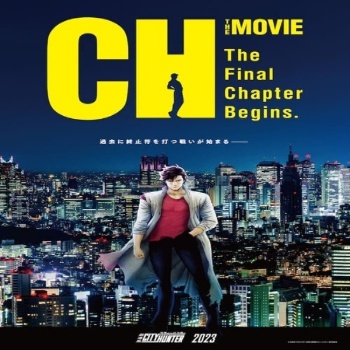 CH THE MOVIE
The
Final
Chapter
Begins.
過去に終止符を打つ戦いが始まる――
CITYHUNTER 2023